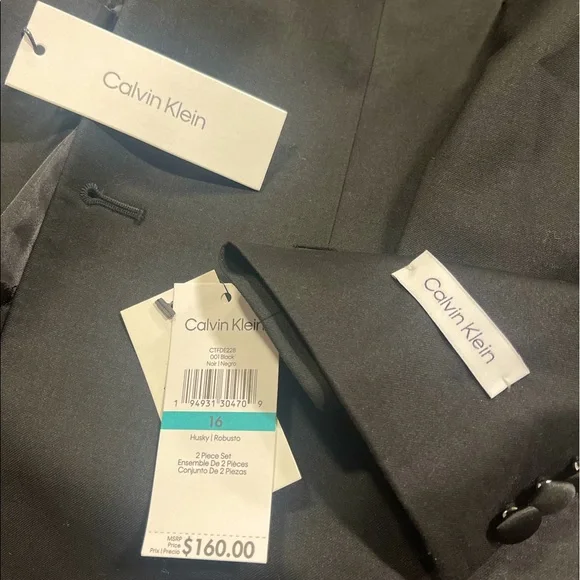 Calvin Klein
Calvin Klein
Calvin Klein
CTFDE228
001 Black
Noir | Negro
1 94931 30470 9
16
Husky | Robusto
2 Piece Set
Ensemble De 2 Pièces
Conjunto De 2 Piezas
MSRP
Price
Prix | Precio
$160.00